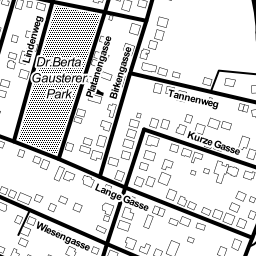 Lindenweg
Dr.Berta
Gausterer
Park
Platanengasse
Birkengasse
Tannenweg
Kurze Gasse
Lange Gasse
Wiesengasse